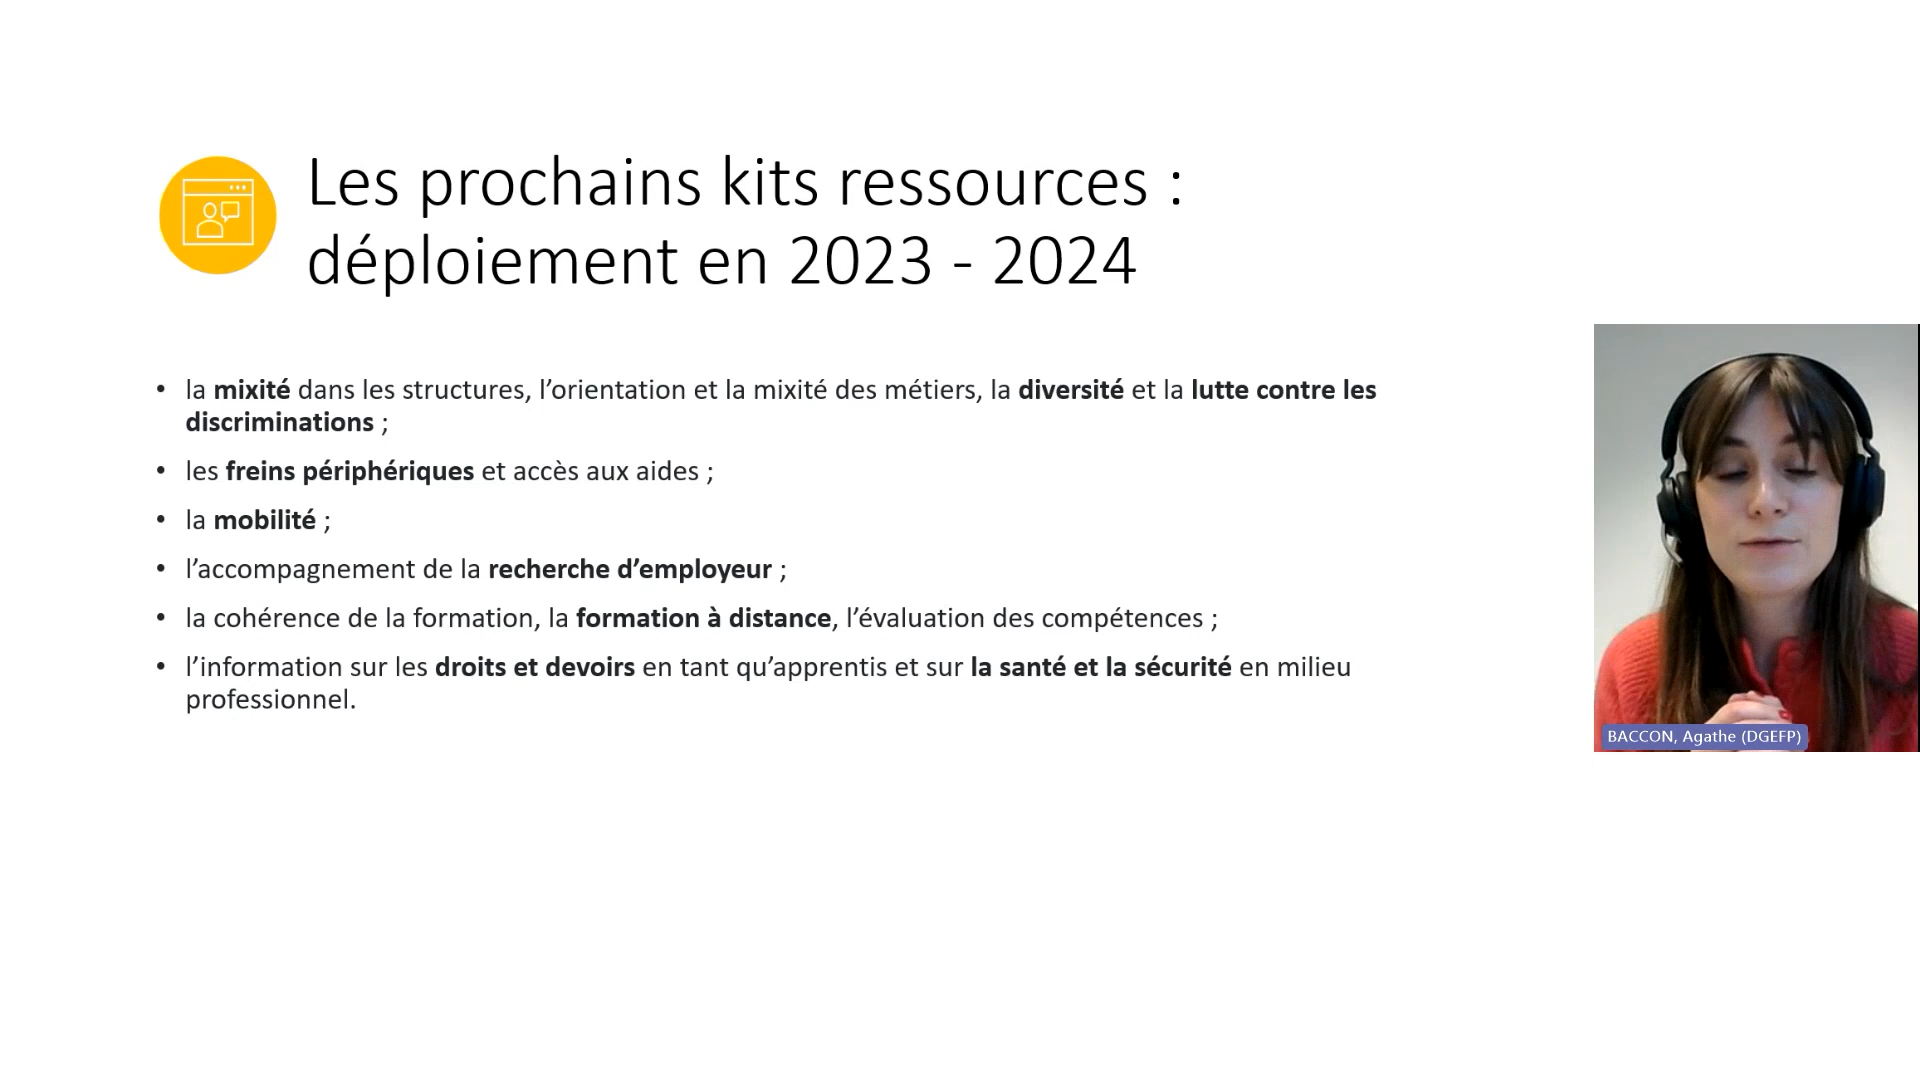 Les prochains kits ressources :
déploiement en 2023 - 2024
• la mixité dans les structures, l’orientation et la mixité des métiers, la diversité et la lutte contre les
discriminations ;
• les freins périphériques et accès aux aides ;
• la mobilité ;
• l’accompagnement de la recherche d’employeur ;
• la cohérence de la formation, la formation à distance, l’évaluation des compétences ;
• l’information sur les droits et devoirs en tant qu’apprentis et sur la santé et la sécurité en milieu
professionnel.
BACCON, Agathe (DGEFP)